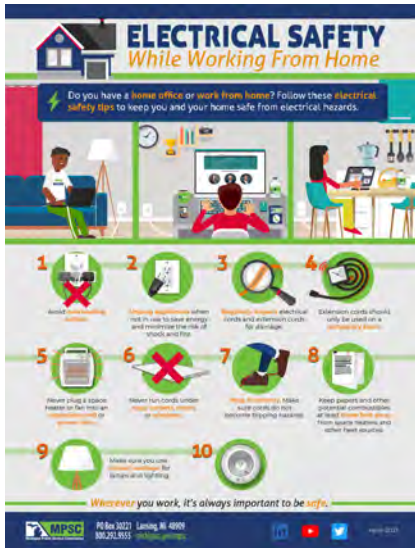 ELECTRICAL SAFETY
While Working From Home
Do you have a home office or work from home? Follow these electrical
safety tips to keep you and your home safe from electrical hazards.
1
2
3
4
Avoid overloading
outlets.
Unplug appliances when
not in use to save energy
and minimize the risk of
shock and fire.
Regularly inspect electrical
cords and extension cords
for damage.
Extension cords should
only be used on a
temporary basis.
5
6
7
8
Never plug a space
heater or fan into an
extension cord or
power strip.
Never run cords under
rugs, carpets, doors,
or windows.
Make
sure cords do not
become tripping hazards.
Keep papers and other
potential combustibles
at least three feet away
from space heaters and
other heat sources.
9
Make sure you use
proper wattage for
lamps and lighting.
10
Wherever you work, it's always important to be safe.
MPSC
Michigan Public Service Commission
PO Box 30221 Lansing, MI 48909
800.292.9555